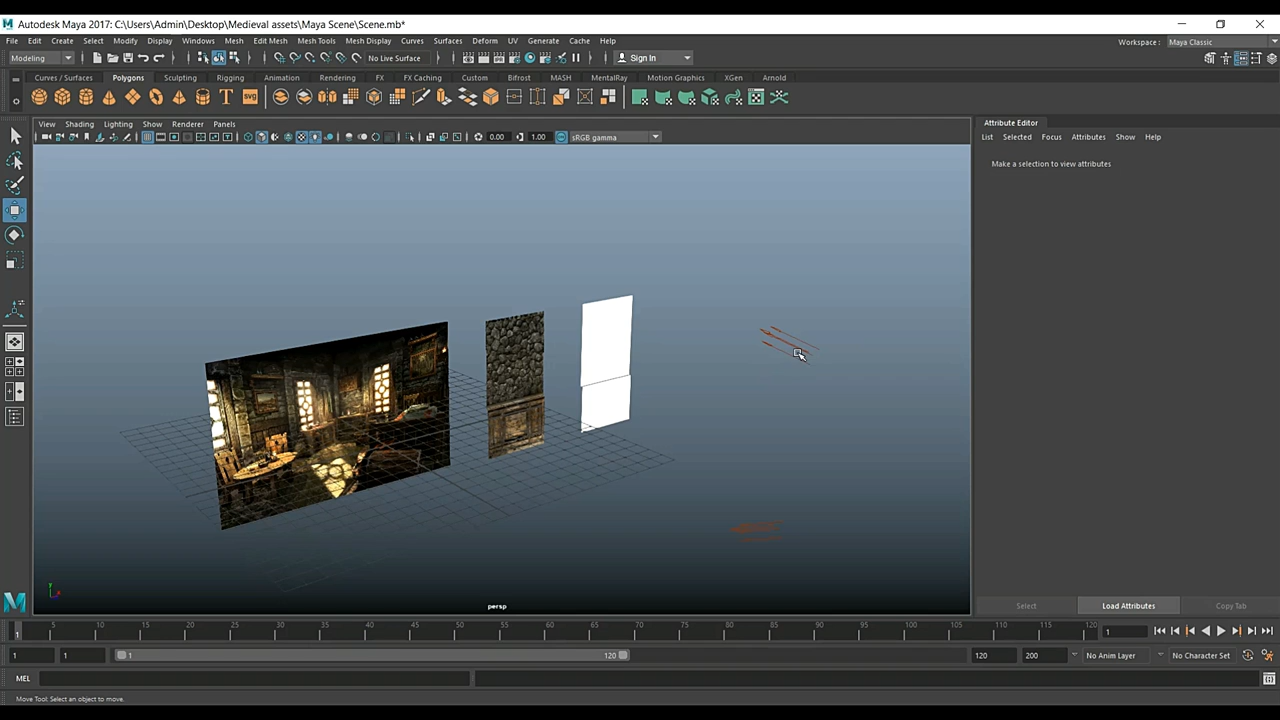 Autodesk Maya 2017: C:\Users\Admin\Desktop\Medieval assets\Maya Scene\Scene.mb*
File Edit Create Select Modify Display Windows Mesh Edit Mesh Mesh Tools Mesh Display Curves Surfaces Deform UV Generate Cache Help
Workspace : Maya Classic
Modeling No Live Surface Sign In
Curves / Surfaces Polygons Sculpting Rigging Animation Rendering FX FX Caching Custom Bifrost MASH MentalRay Motion Graphics XGen Arnold
T SVG
View Shading Lighting Show Renderer Panels
0.00 1.00 sRGB gamma
Attribute Editor
List Selected Focus Attributes Show Help
Make a selection to view attributes
persp
Select Load Attributes Copy Tab
1 5 10 15 20 25 30 35 40 45 50 55 60 65 70 75 80 85 90 95 100 105 110 115 120 1
1 1 1 120 120 200 No Anim Layer No Character Set
MEL
Move Tool: Select an object to move.